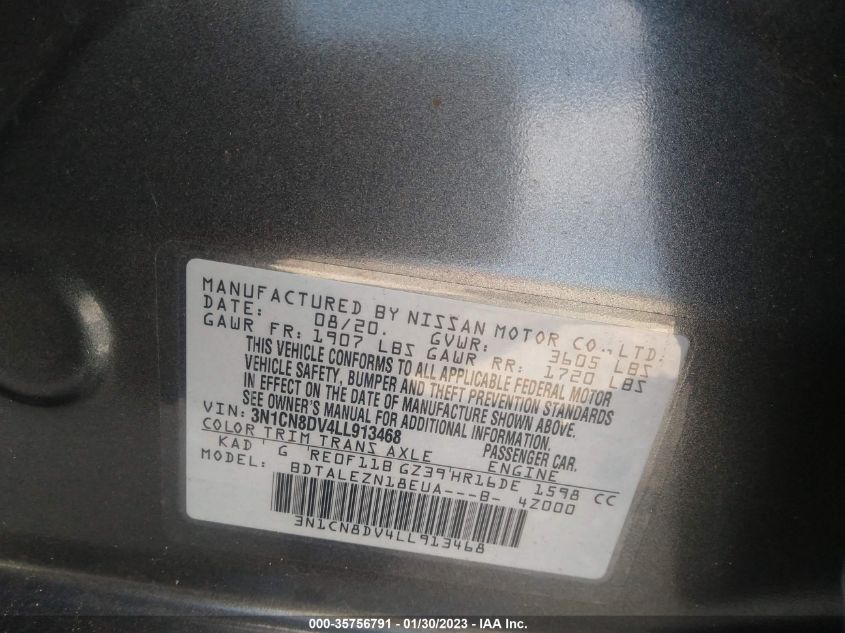 MANUFACTURED BY NISSAN MOTOR CO., LTD.
DATE: 08/20. GVWR: 3605 LBS
GAWR FR: 1907 LBS GAWR RR: 1720 LBS
THIS VEHICLE CONFORMS TO ALL APPLICABLE FEDERAL MOTOR
VEHICLE SAFETY, BUMPER AND THEFT PREVENTION STANDARDS
IN EFFECT ON THE DATE OF MANUFACTURE SHOWN ABOVE.
SEE OWNER'S MANUAL FOR ADDITIONAL INFORMATION.
VIN: 3N1CN8DV4LL913468 PASSENGER CAR.
COLOR TRIM TRANS AXLE ENGINE
KAD ' G 'RE0F11B GZ39'HR16DE 1598 CC
MODEL: BDTALEZN18EUA---B- 4Z000
3N1CN8DV4LL913468
000-35756791 - 01/30/2023 - IAA Inc.